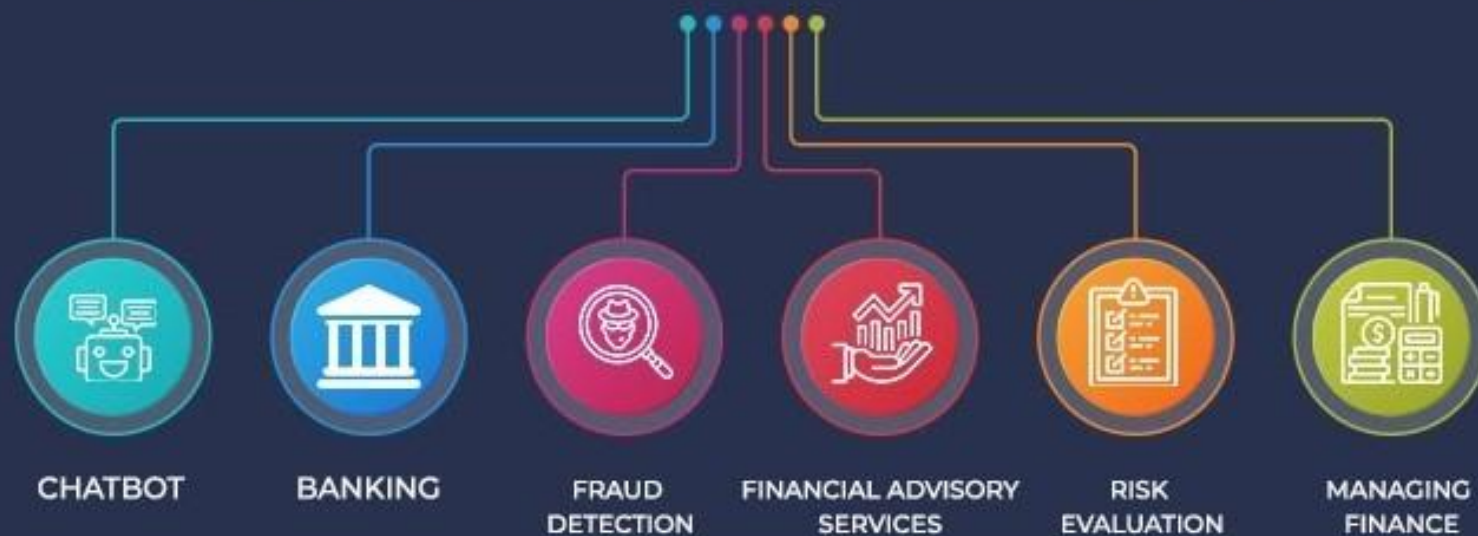 CHATBOT
BANKING
FRAUD
DETECTION
FINANCIAL ADVISORY
SERVICES
RISK
EVALUATION
MANAGING
FINANCE